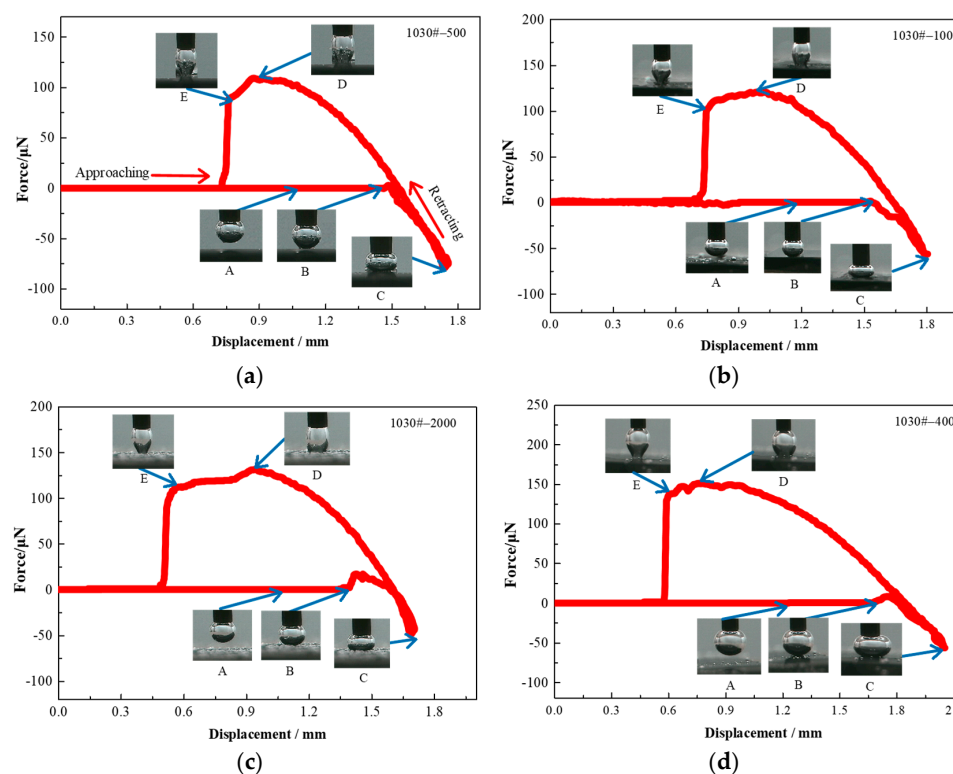 1030#–500
150
100
50
0
-50
-100
Force/µN
E
D
Approaching
Retracting
A
B
C
0.0 0.3 0.6 0.9 1.2 1.5 1.8
Displacement / mm
(a)
1030#–100
200
150
100
50
0
-50
-100
Force/µN
E
D
A
B
C
0.0 0.3 0.6 0.9 1.2 1.5 1.8
Displacement / mm
(b)
1030#–2000
200
150
100
50
0
-50
-100
Force/µN
E
D
A
B
C
0.0 0.3 0.6 0.9 1.2 1.5 1.8
Displacement / mm
(c)
1030#–400
250
200
150
100
50
0
-50
-100
Force/µN
E
D
A
B
C
0.0 0.3 0.6 0.9 1.2 1.5 1.8 2
Displacement / mm
(d)